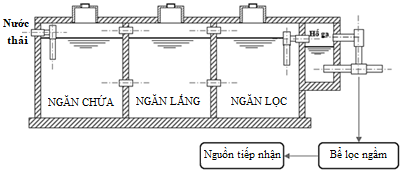 Nước
thải
Hố ga
NGĂN CHỨA
NGĂN LẮNG
NGĂN LỌC
Nguồn tiếp nhận
Bể lọc ngầm